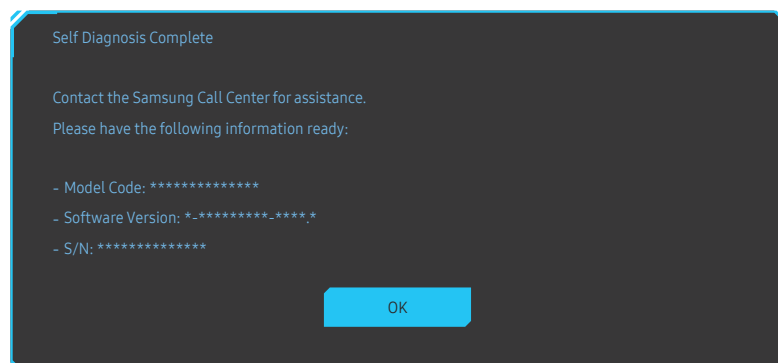 Self Diagnosis Complete
Contact the Samsung Call Center for assistance.
Please have the following information ready:
- Model Code: **************
- Software Version: *-*********-****.*
- S/N: **************
OK